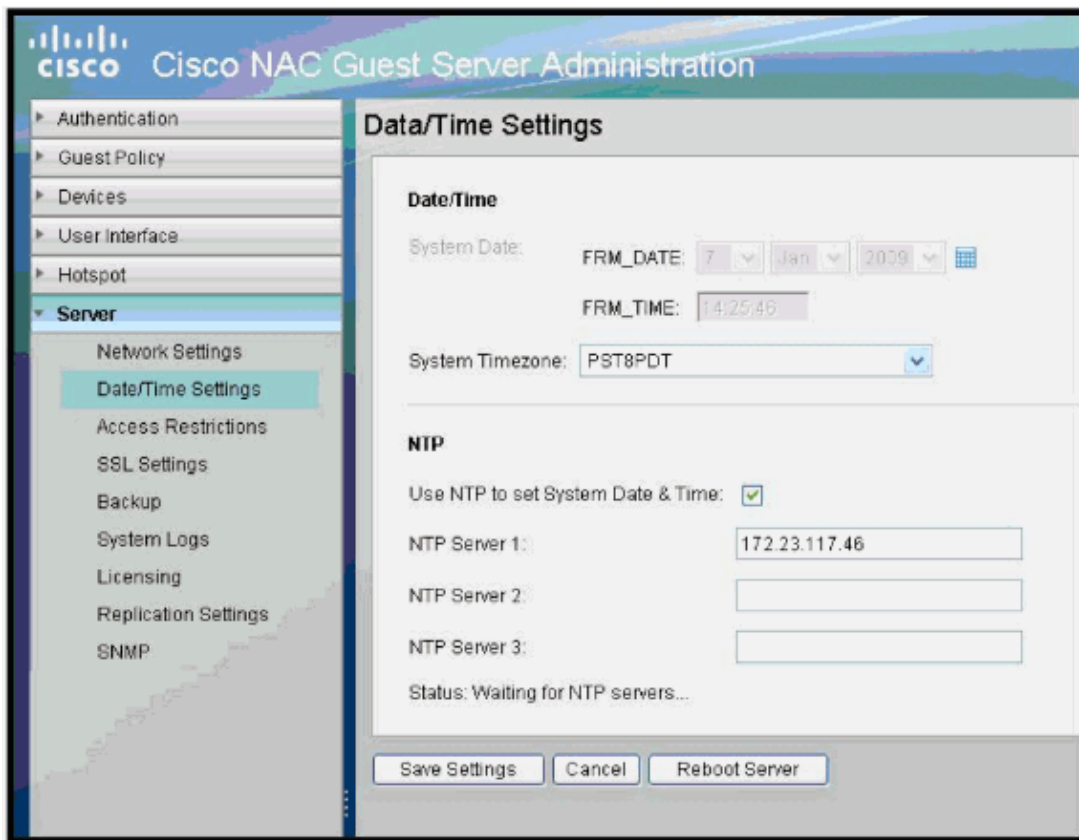 cisco Cisco NAC Guest Server Administration
Authentication
Guest Policy
Devices
User Interface
Hotspot
Server
Network Settings
Date/Time Settings
Access Restrictions
SSL Settings
Backup
System Logs
Licensing
Replication Settings
SNMP
Data/Time Settings
Date/Time
System Date:
FRM_DATE: 7 Jan 2009
FRM_TIME: 14:25:46
System Timezone: PST8PDT
NTP
Use NTP to set System Date & Time:
NTP Server 1: 172.23.117.46
NTP Server 2:
NTP Server 3:
Status: Waiting for NTP servers...
Save Settings Cancel Reboot Server